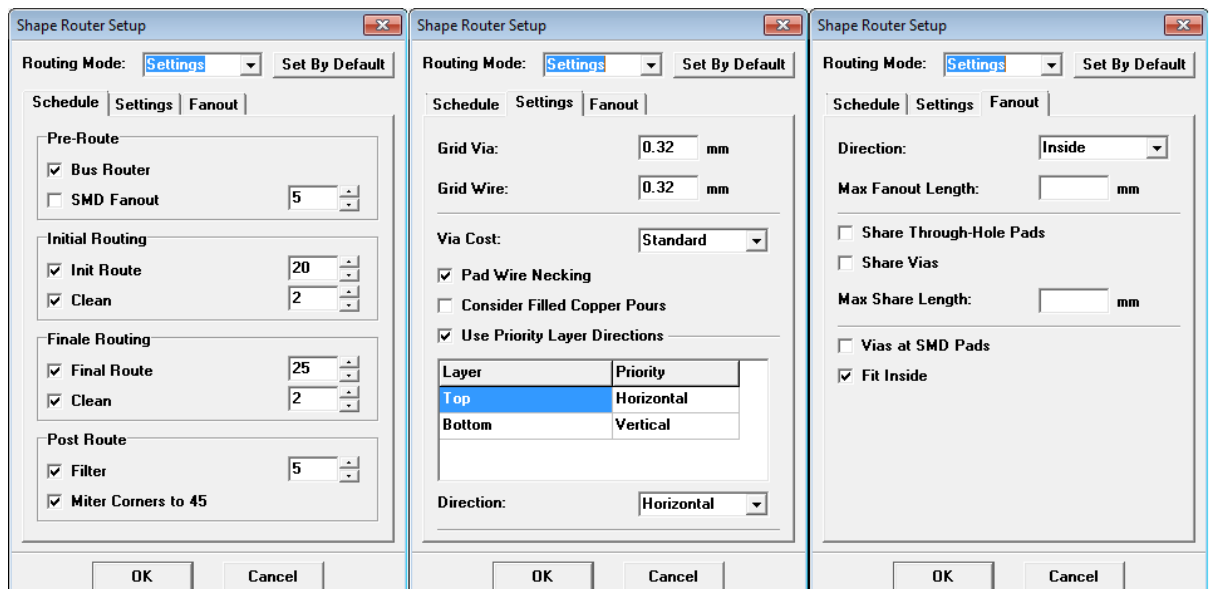 Shape Router Setup
Routing Mode: Settings Set By Default
Schedule Settings Fanout
Pre-Route
Bus Router
SMD Fanout 5
Initial Routing
Init Route 20
Clean 2
Finale Routing
Final Route 25
Clean 2
Post Route
Filter 5
Miter Corners to 45
OK Cancel
Shape Router Setup
Routing Mode: Settings Set By Default
Schedule Settings Fanout
Grid Via: 0.32 mm
Grid Wire: 0.32 mm
Via Cost: Standard
Pad Wire Necking
Consider Filled Copper Pours
Use Priority Layer Directions
Layer Priority
Top Horizontal
Bottom Vertical
Direction: Horizontal
OK Cancel
Shape Router Setup
Routing Mode: Settings Set By Default
Schedule Settings Fanout
Direction: Inside
Max Fanout Length: mm
Share Through-Hole Pads
Share Vias
Max Share Length: mm
Vias at SMD Pads
Fit Inside
OK Cancel